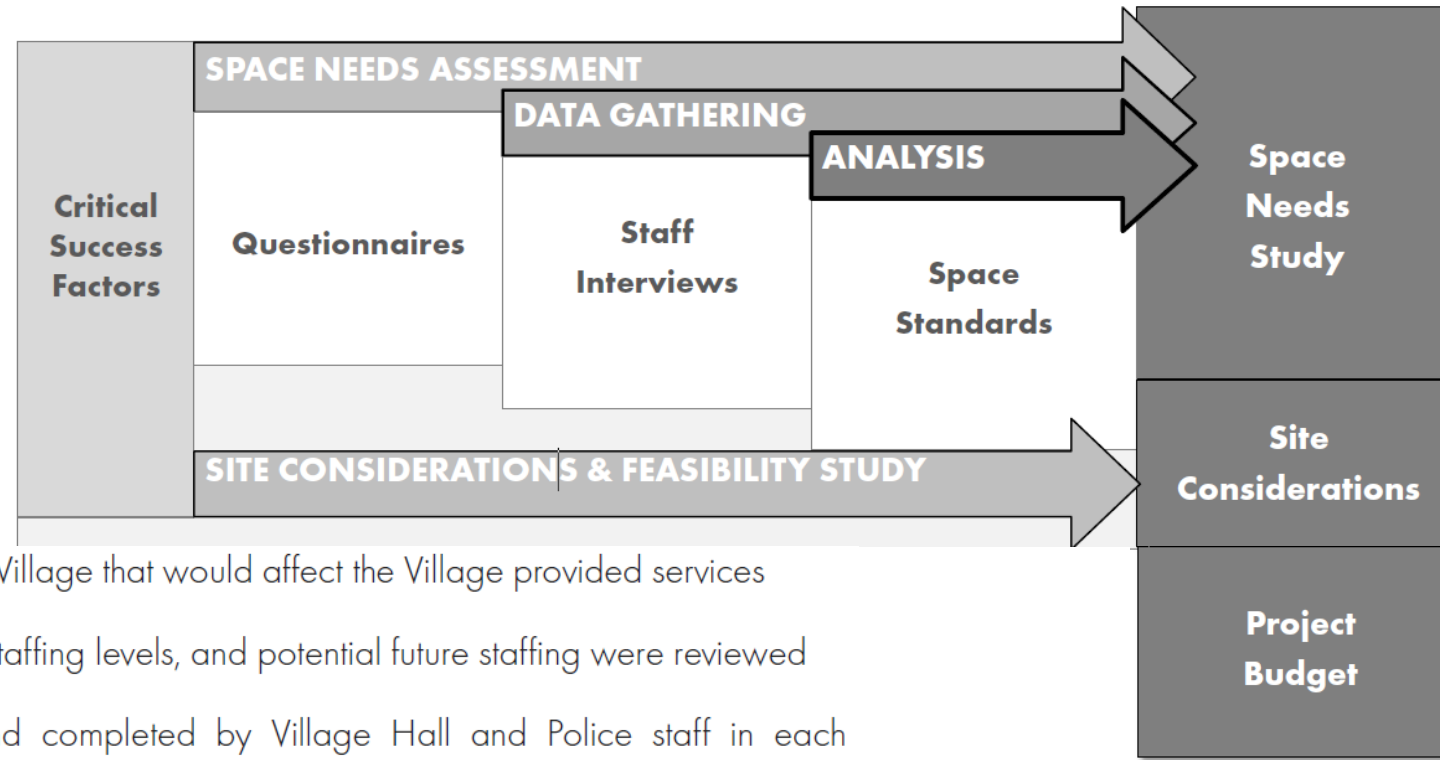 SPACE NEEDS ASSESSMENT
DATA GATHERING
ANALYSIS
Critical
Success
Factors
Questionnaires
Staff
Interviews
Space
Standards
Space
Needs
Study
SITE CONSIDERATIONS & FEASIBILITY STUDY
Site
Considerations
Project
Budget
Village that would affect the Village provided services
taffing levels, and potential future staffing were reviewed
d completed by Village Hall and Police staff in each